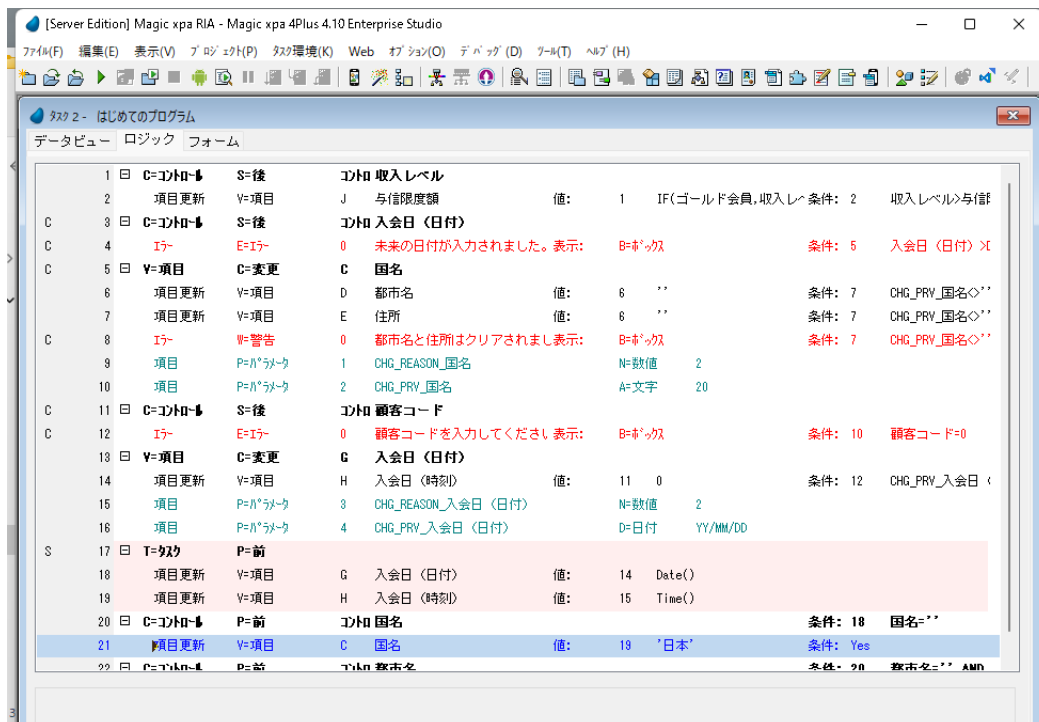 [Server Edition] Magic xpa RIA - Magic xpa 4Plus 4.10 Enterprise Studio
ファイル(F) 編集(E) 表示(V) プロジェクト(P) タスク環境(K) Web オプション(O) デバッグ(D) ツール(T) ヘルプ(H)
タスク 2 - はじめてのプログラム
データビュー ロジック フォーム
1 C=コントロール S=後 コントロ 収入レベル
2 項目更新 V=項目 J 与信限度額 値: 1 IF(ゴールド会員,収入レベ 条件: 2 収入レベル>与信限
C 3 C=コントロール S=後 コントロ 入会日（日付）
C 4 エラー E=エラー 0 未来の日付が入力されました。 表示: B=ボックス 条件: 5 入会日（日付）>D
C 5 V=項目 C=変更 C 国名
6 項目更新 V=項目 D 都市名 値: 6 '' 条件: 7 CHG_PRV_国名<>''
7 項目更新 V=項目 E 住所 値: 6 '' 条件: 7 CHG_PRV_国名<>''
C 8 エラー W=警告 0 都市名と住所はクリアされまし 表示: B=ボックス 条件: 7 CHG_PRV_国名<>''
9 項目 P=パラメータ 1 CHG_REASON_国名 N=数値 2
10 項目 P=パラメータ 2 CHG_PRV_国名 A=文字 20
C 11 C=コントロール S=後 コントロ 顧客コード
C 12 エラー E=エラー 0 顧客コードを入力してください 表示: B=ボックス 条件: 10 顧客コード=0
13 V=項目 C=変更 G 入会日（日付）
14 項目更新 V=項目 H 入会日（時刻） 値: 11 0 条件: 12 CHG_PRV_入会日（
15 項目 P=パラメータ 3 CHG_REASON_入会日（日付） N=数値 2
16 項目 P=パラメータ 4 CHG_PRV_入会日（日付） D=日付 YY/MM/DD
S 17 T=タスク P=前
18 項目更新 V=項目 G 入会日（日付） 値: 14 Date()
19 項目更新 V=項目 H 入会日（時刻） 値: 15 Time()
20 C=コントロール P=前 コントロ 国名 条件: 18 国名=''
21 項目更新 V=項目 C 国名 値: 19 '日本' 条件: Yes
22 C=コントロール P=前 コントロ 都市名 条件: 20 都市名='' AND
3